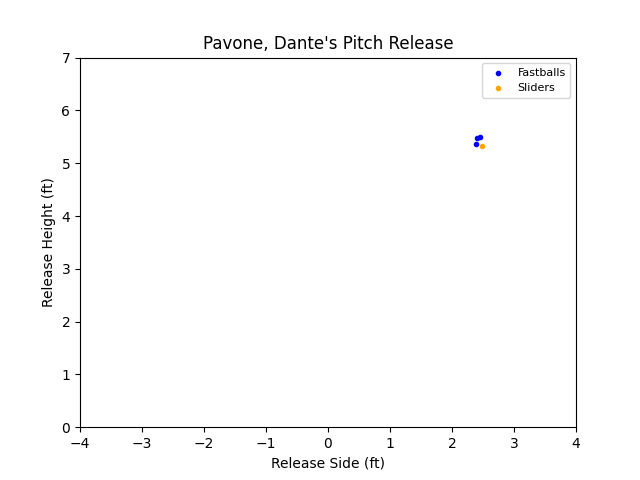 Pavone, Dante's Pitch Release
Fastballs
Sliders
Release Height (ft)
7
6
5
4
3
2
1
0
−4 −3 −2 −1 0 1 2 3 4
Release Side (ft)